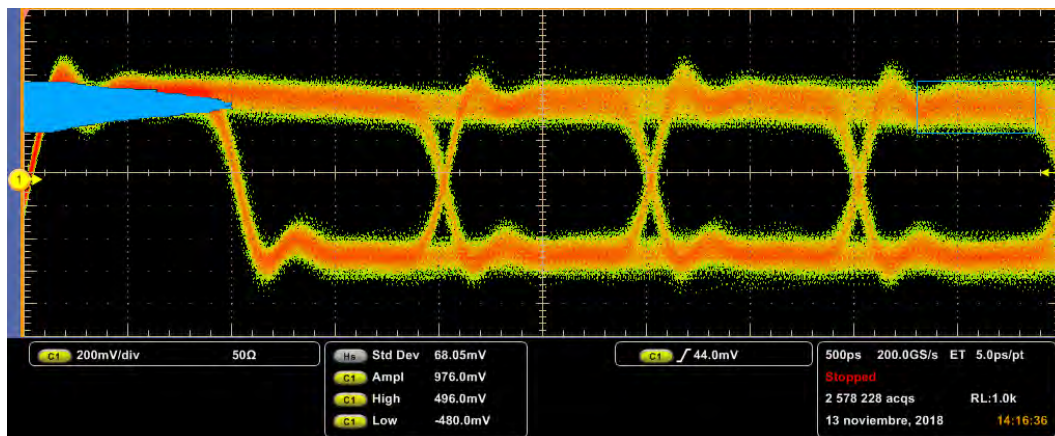 1
C1 200mV/div 50Ω
Hs Std Dev 68.05mV
C1 Ampl 976.0mV
C1 High 496.0mV
C1 Low -480.0mV
C1 44.0mV
500ps 200.0GS/s ET 5.0ps/pt
Stopped
2 578 228 acqs RL:1.0k
13 noviembre, 2018 14:16:36